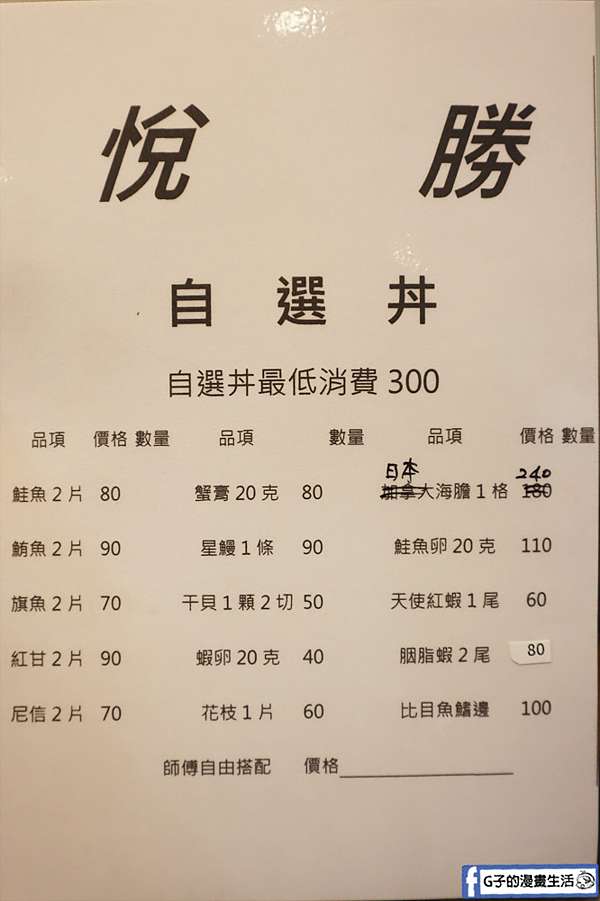 悅 勝
自 選 丼
自選丼最低消費 300
品項 價格 數量 品項 數量 品項 價格 數量
鮭魚 2 片 80 蟹膏 20 克 80 日本 加拿大海膽 1 格 240 180
鮪魚 2 片 90 星鰻 1 條 90 鮭魚卵 20 克 110
旗魚 2 片 70 干貝 1 顆 2 切 50 天使紅蝦 1 尾 60
紅甘 2 片 90 蝦卵 20 克 40 胭脂蝦 2 尾 80
尼信 2 片 70 花枝 1 片 60 比目魚鰭邊 100
師傅自由搭配 價格
G子的漫畫生活